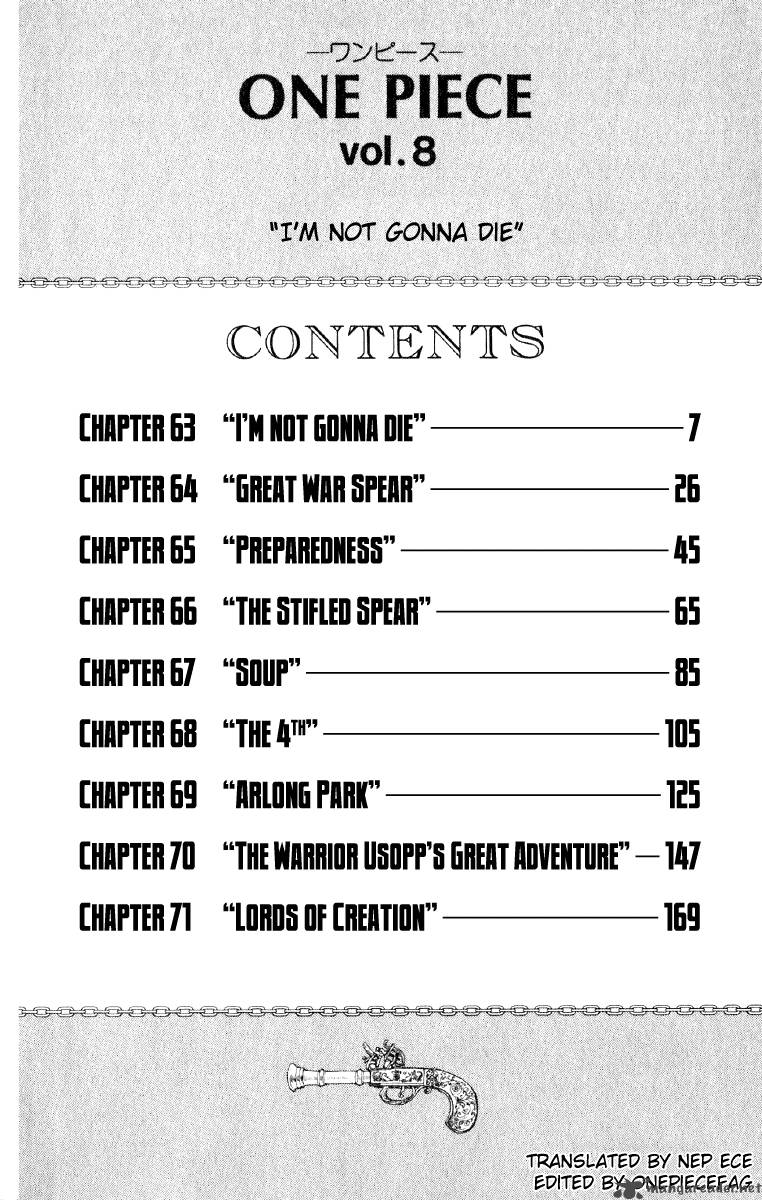 —ワンピース—
ONE PIECE
vol.8
"I'M NOT GONNA DIE"
CONTENTS
CHAPTER 63 "I'M NOT GONNA DIE" 7
CHAPTER 64 "GREAT WAR SPEAR" 26
CHAPTER 65 "PREPAREDNESS" 45
CHAPTER 66 "THE STIFLED SPEAR" 65
CHAPTER 67 "SOUP" 85
CHAPTER 68 "THE 4TH" 105
CHAPTER 69 "ARLONG PARK" 125
CHAPTER 70 "THE WARRIOR USOPP'S GREAT ADVENTURE" 147
CHAPTER 71 "LORDS OF CREATION" 169
TRANSLATED BY NEP ECE
EDITED BY ONEPIECEFAG
mangareader.net